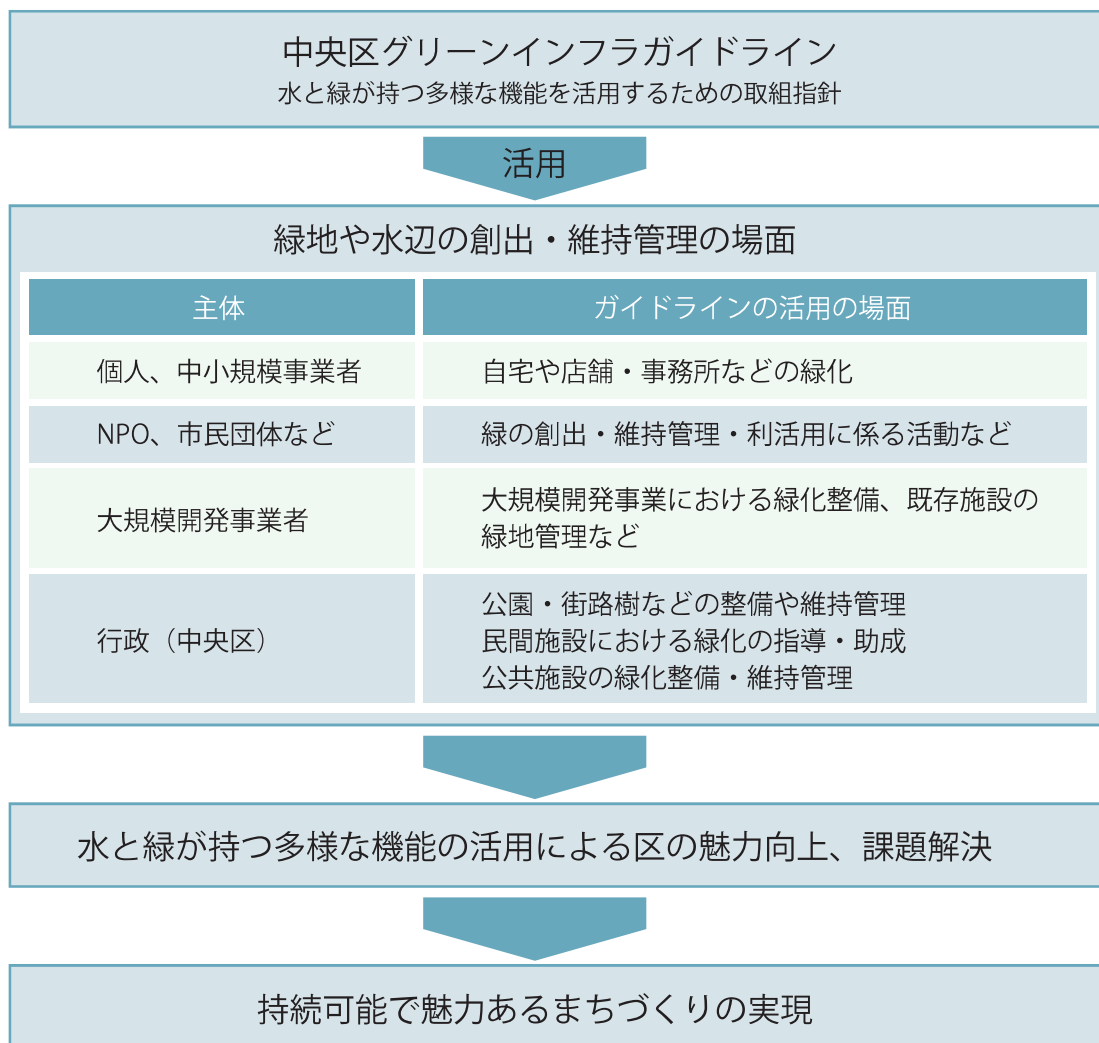 中央区グリーンインフラガイドライン
水と緑が持つ多様な機能を活用するための取組指針
活用
緑地や水辺の創出・維持管理の場面
主体
ガイドラインの活用の場面
個人、中小規模事業者
自宅や店舗・事務所などの緑化
NPO、市民団体など
緑の創出・維持管理・利活用に係る活動など
大規模開発事業者
大規模開発事業における緑化整備、既存施設の
緑地管理など
行政（中央区）
公園・街路樹などの整備や維持管理
民間施設における緑化の指導・助成
公共施設の緑化整備・維持管理
水と緑が持つ多様な機能の活用による区の魅力向上、課題解決
持続可能で魅力あるまちづくりの実現